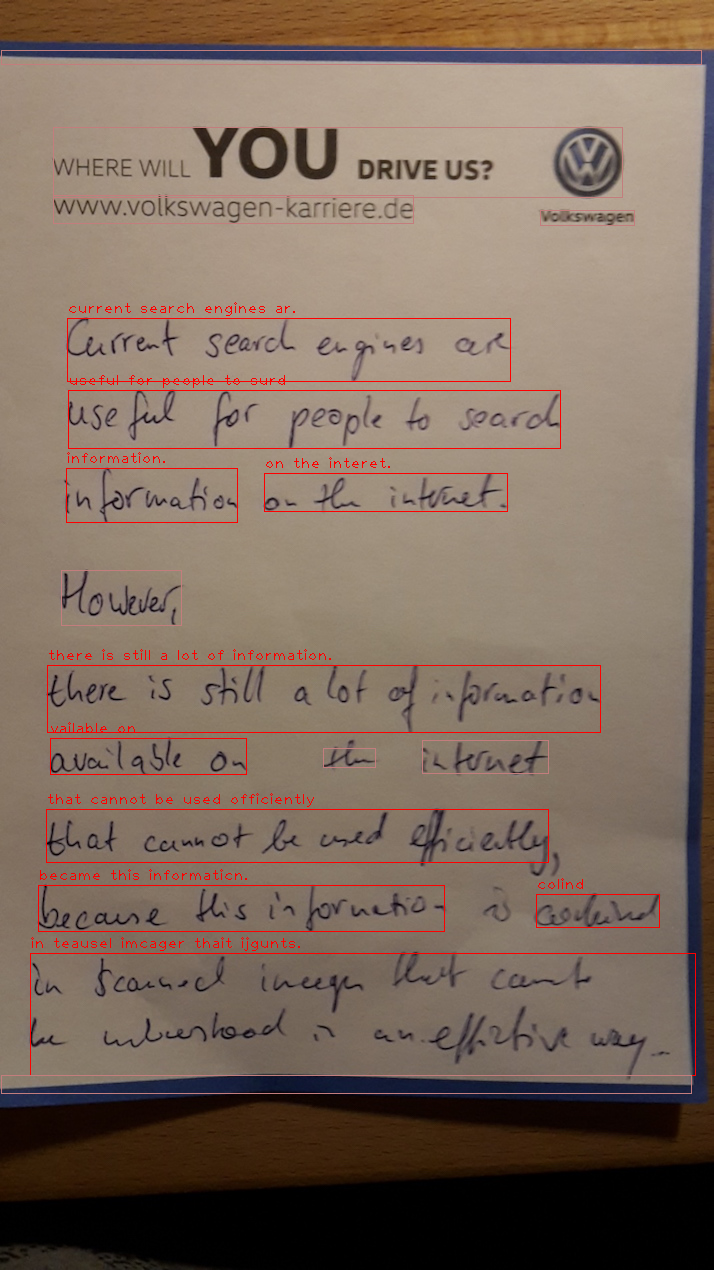 WHERE WILL YOU DRIVE US?
www.volkswagen-karriere.de
Volkswagen
current search engines ar.
Current search engines are
useful for people to surd
useful for people to search
information. on the interet.
information on the internet.
However,
there is still a lot of information.
there is still a lot of information
vailable on
available on the internet
that cannot be used officiently
that cannot be used efficiently,
became this informaticn. colind
because this information is
in teausel imcager thait ijgunts.
in scanned images that cannot
be understood in an effective way.